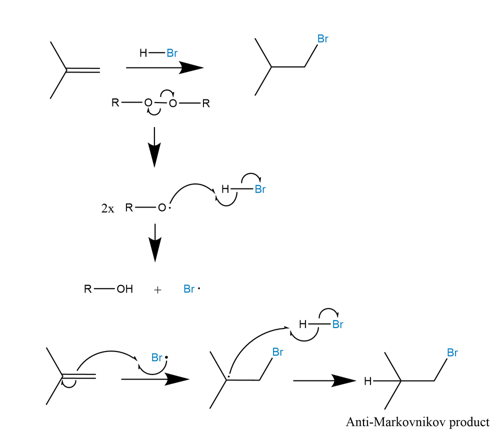 Br
H—Br
R—O—O—R
2x R—O· H—Br
R—OH + Br·
H—Br
Br· Br Br
H
Anti-Markovnikov product